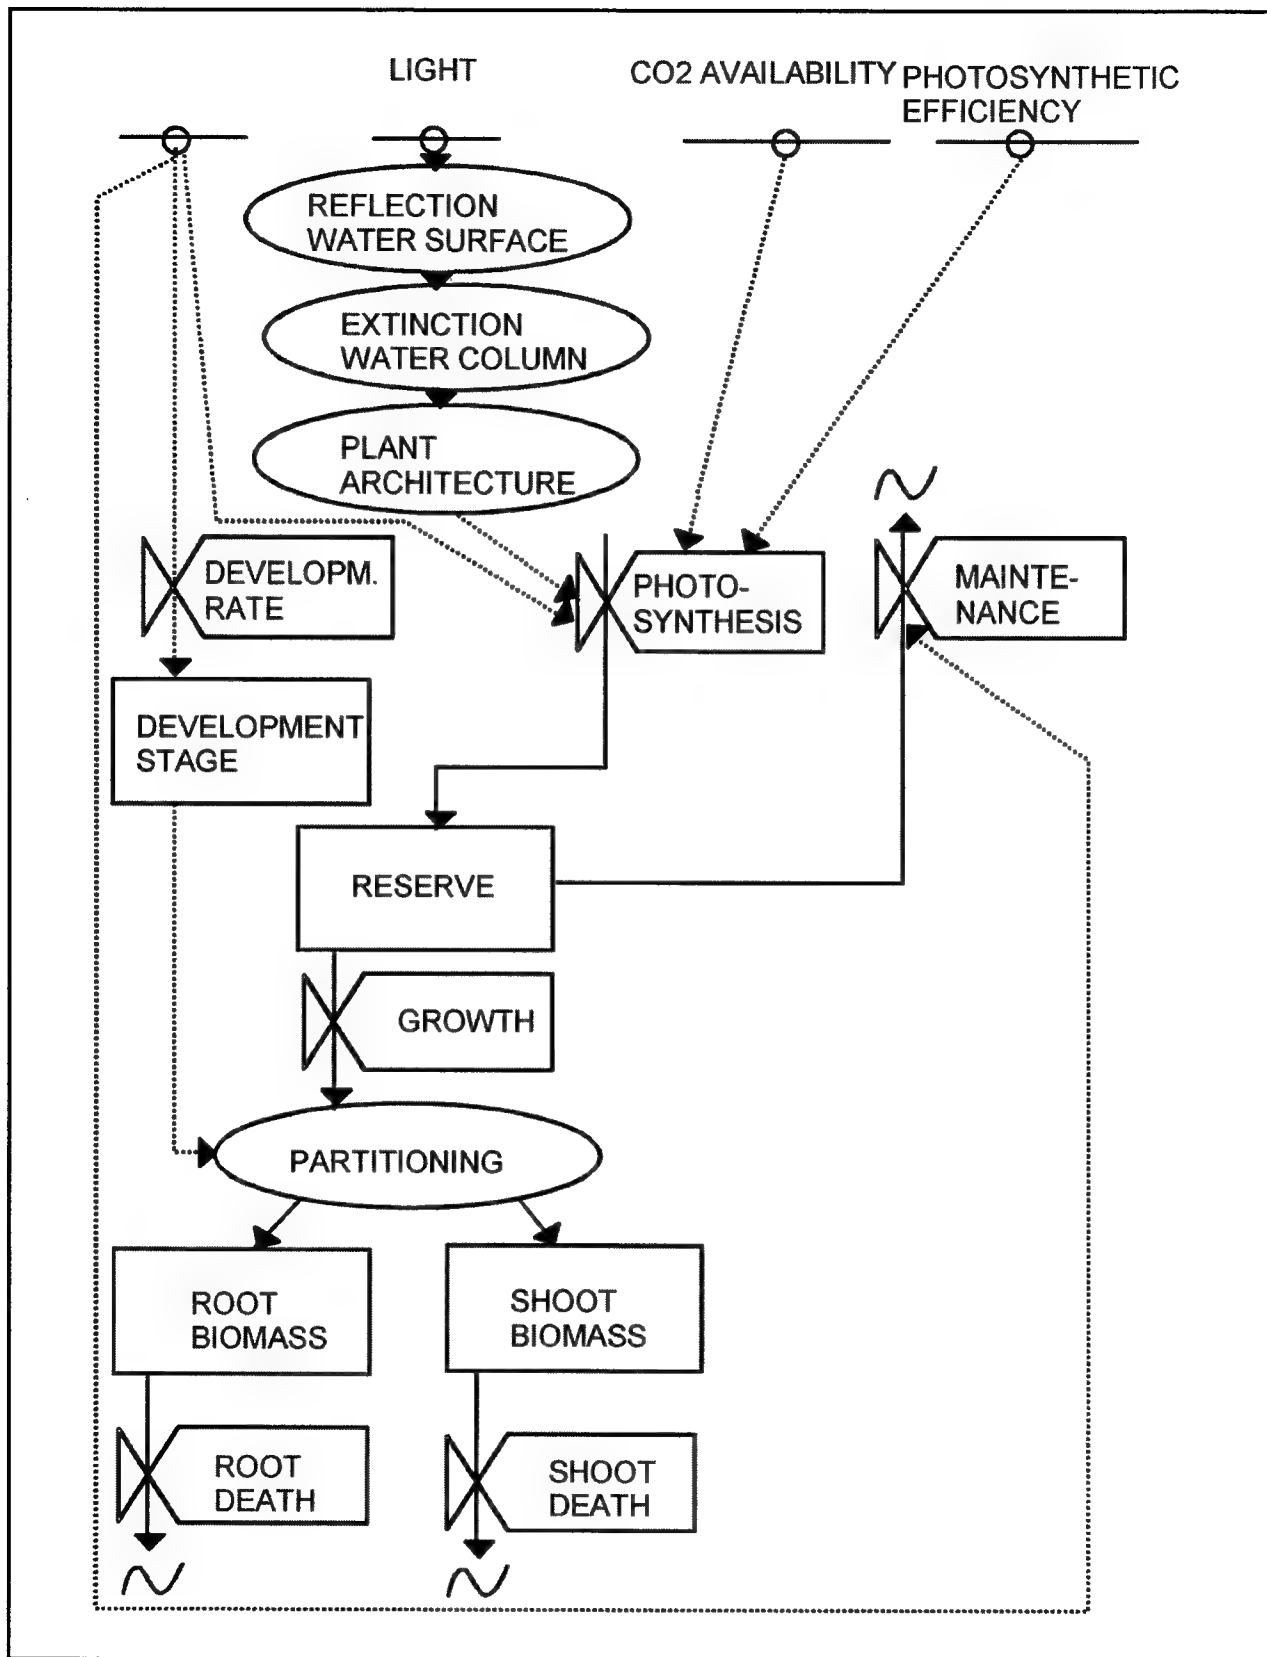 LIGHT
CO2 AVAILABILITY
PHOTOSYNTHETIC
EFFICIENCY
REFLECTION
WATER SURFACE
EXTINCTION
WATER COLUMN
PLANT
ARCHITECTURE
DEVELOPM.
RATE
PHOTO-
SYNTHESIS
MAINTE-
NANCE
DEVELOPMENT
STAGE
RESERVE
GROWTH
PARTITIONING
ROOT
BIOMASS
SHOOT
BIOMASS
ROOT
DEATH
SHOOT
DEATH